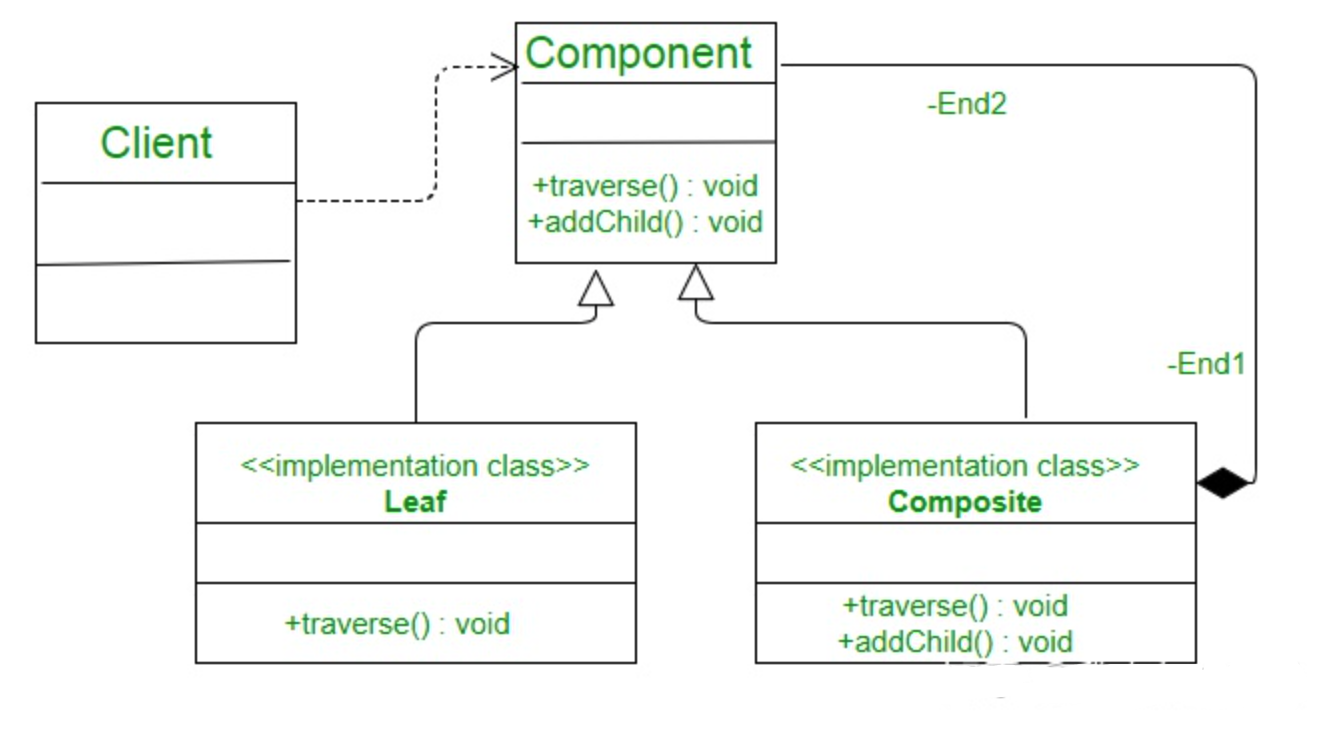 Component
-End2
Client
+traverse() : void
+addChild() : void
-End1
<<implementation class>>
Leaf
+traverse() : void
<<implementation class>>
Composite
+traverse() : void
+addChild() : void